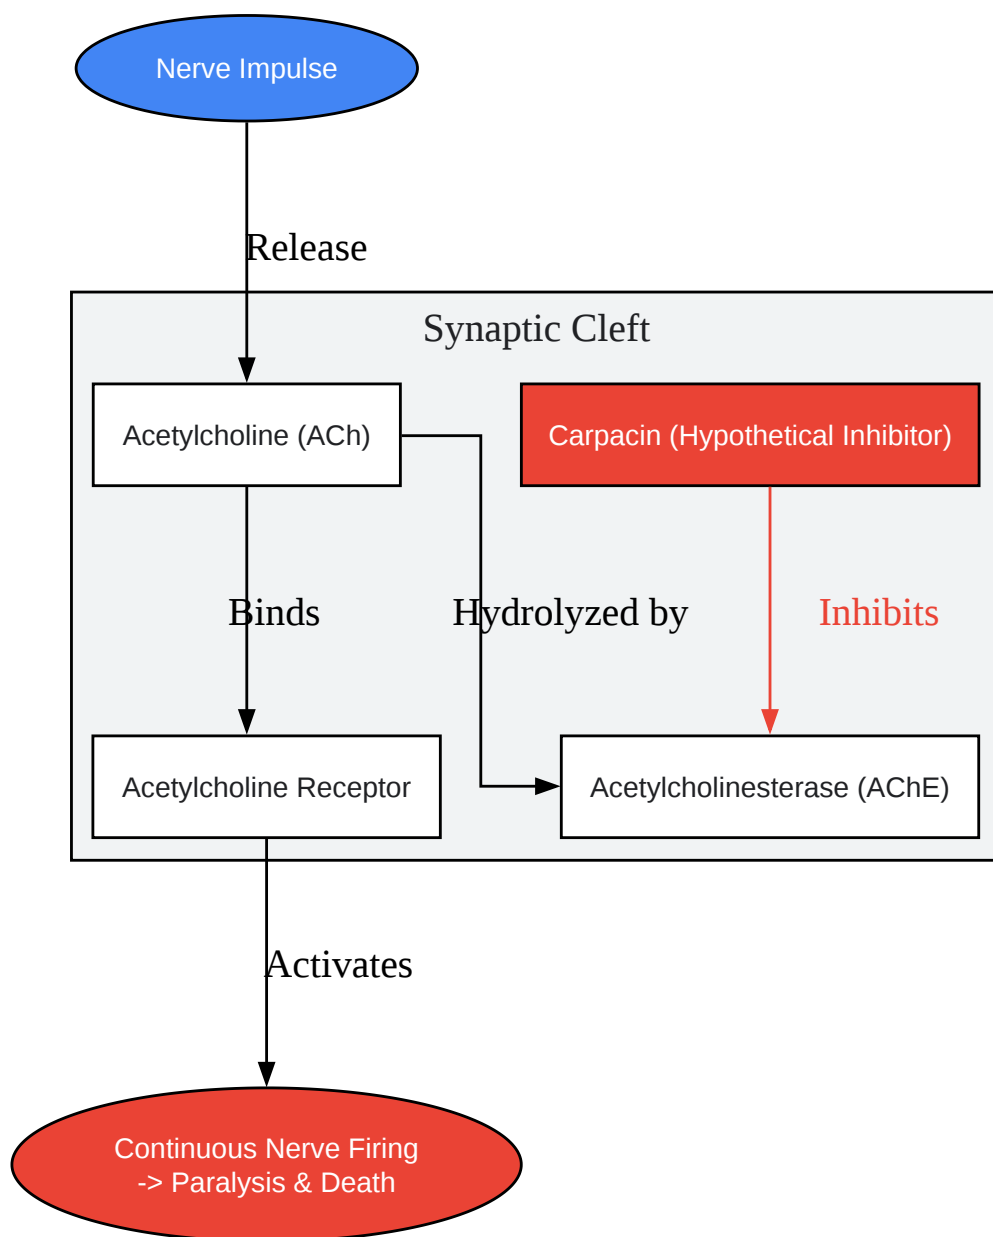 Nerve Impulse
Release
Synaptic Cleft
Acetylcholine (ACh)
Carpacin (Hypothetical Inhibitor)
Binds
Hydrolyzed by
Inhibits
Acetylcholine Receptor
Acetylcholinesterase (AChE)
Activates
Continuous Nerve Firing
-> Paralysis & Death